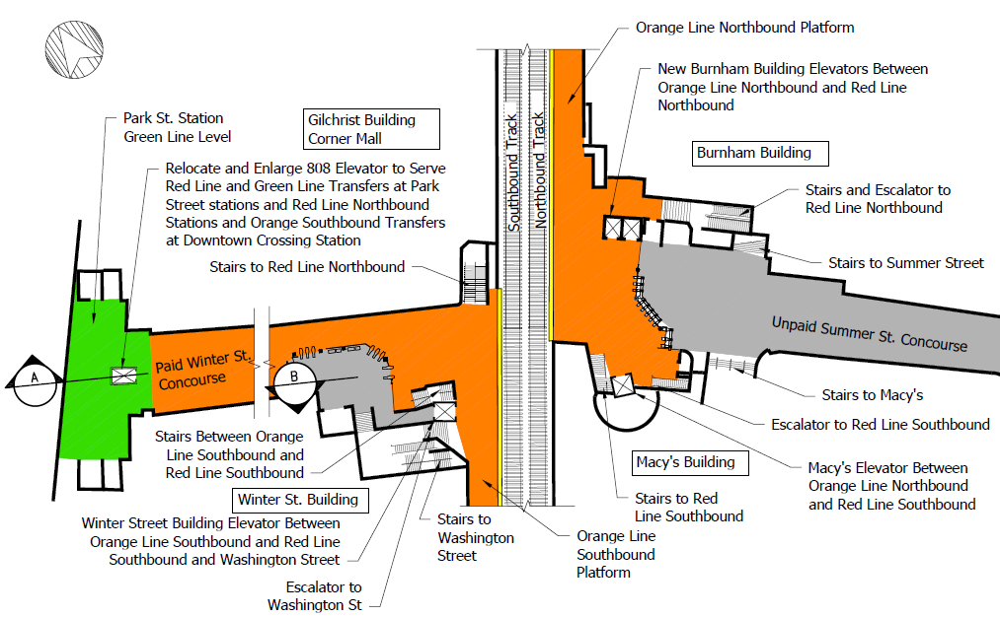 Orange Line Northbound Platform
New Burnham Building Elevators Between
Orange Line Northbound and Red Line
Northbound
Park St. Station
Green Line Level
Gilchrist Building
Corner Mall
Burnham Building
Relocate and Enlarge 808 Elevator to Serve
Red Line and Green Line Transfers at Park
Street stations and Red Line Northbound
Stations and Orange Southbound Transfers
at Downtown Crossing Station
Southbound Track
Northbound Track
Stairs and Escalator to
Red Line Northbound
Stairs to Red Line Northbound
Stairs to Summer Street
Unpaid Summer St. Concourse
Paid Winter St.
Concourse
A
B
Stairs to Macy's
Escalator to Red Line Southbound
Stairs Between Orange
Line Southbound and
Red Line Southbound
Macy's Building
Macy's Elevator Between
Orange Line Northbound
and Red Line Southbound
Winter St. Building
Stairs to Red
Line Southbound
Winter Street Building Elevator Between
Orange Line Southbound and Red Line
Southbound and Washington Street
Stairs to
Washington
Street
Orange Line
Southbound
Platform
Escalator to
Washington St